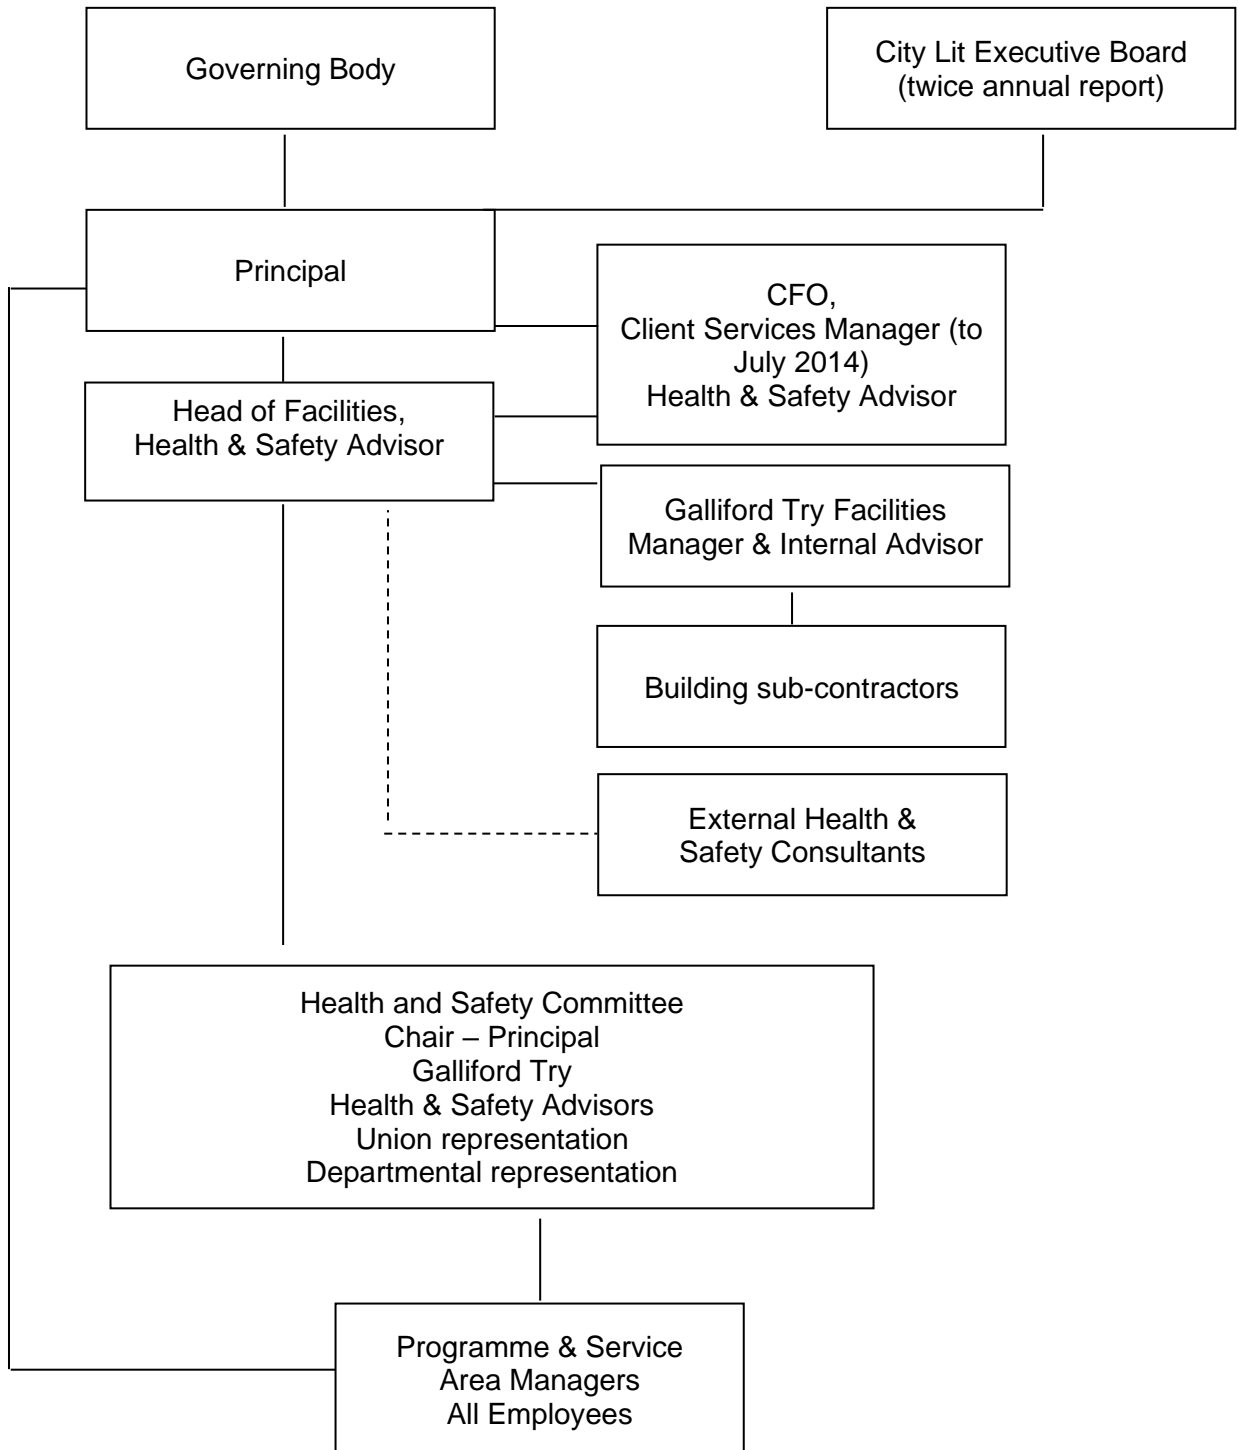 Governing Body
City Lit Executive Board
(twice annual report)
Principal
CFO,
Client Services Manager (to
July 2014)
Health & Safety Advisor
Head of Facilities,
Health & Safety Advisor
Galliford Try Facilities
Manager & Internal Advisor
Building sub-contractors
External Health &
Safety Consultants
Health and Safety Committee
Chair – Principal
Galliford Try
Health & Safety Advisors
Union representation
Departmental representation
Programme & Service
Area Managers
All Employees